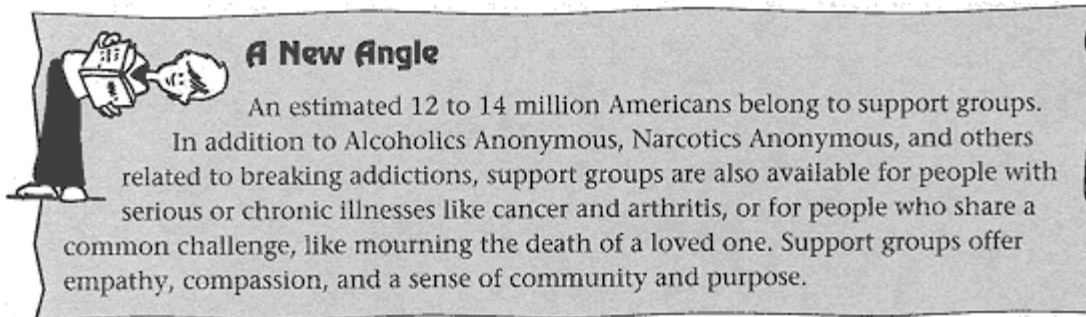 A New Angle
An estimated 12 to 14 million Americans belong to support groups.
In addition to Alcoholics Anonymous, Narcotics Anonymous, and others
related to breaking addictions, support groups are also available for people with
serious or chronic illnesses like cancer and arthritis, or for people who share a
common challenge, like mourning the death of a loved one. Support groups offer
empathy, compassion, and a sense of community and purpose.